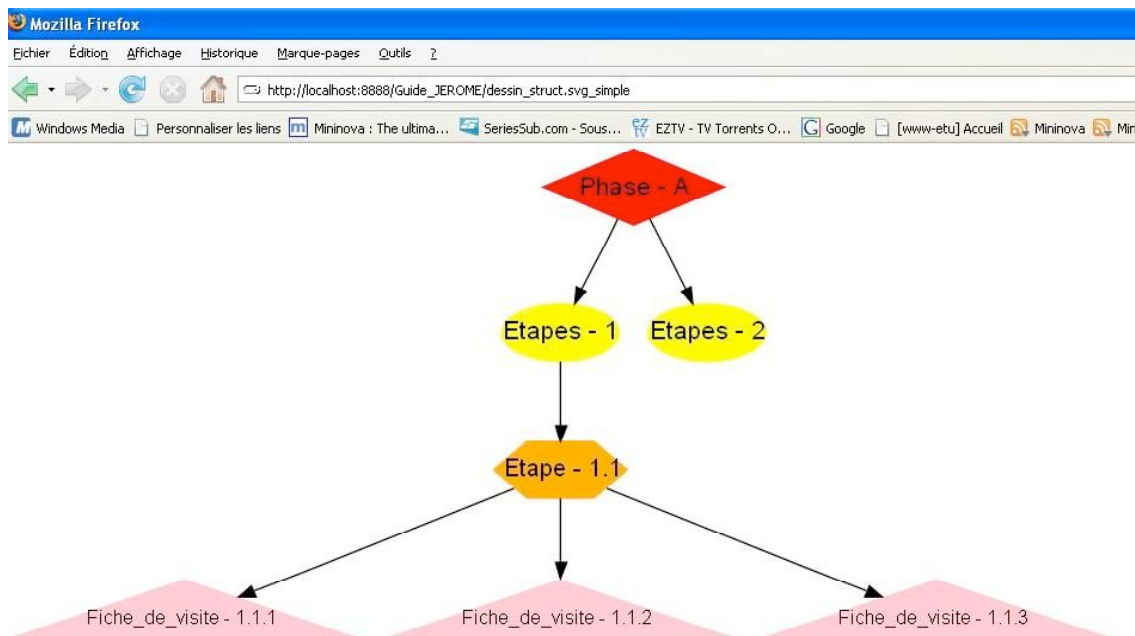 Mozilla Firefox
Fichier Édition Affichage Historique Marque-pages Outils ?
http://localhost:8888/Guide_JEROME/dessin_struct.svg_simple
Windows Media Personnaliser les liens m Mininova : The ultima... SeriesSub.com - Sous... EZTV - TV Torrents O... G Google [www-etu] Accueil Mininova Min
Phase - A
Etapes - 1 Etapes - 2
Etape - 1.1
Fiche_de_visite - 1.1.1 Fiche_de_visite - 1.1.2 Fiche_de_visite - 1.1.3